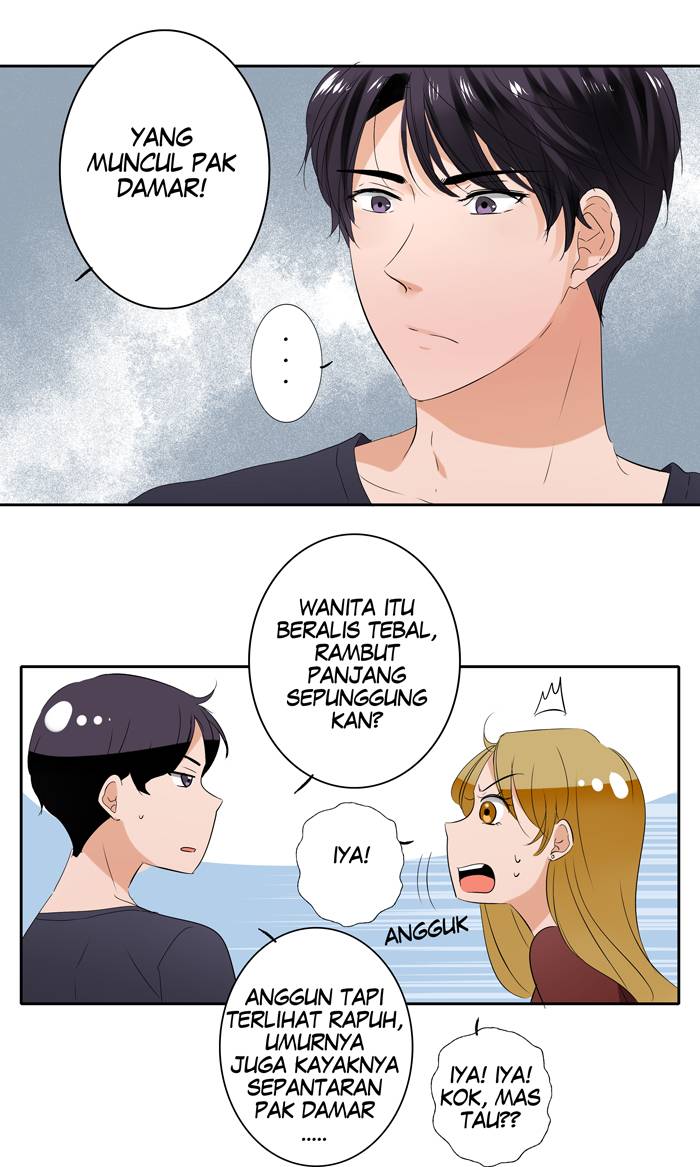 YANG
MUNCUL PAK
DAMAR!
...
WANITA ITU
BERALIS TEBAL,
RAMBUT
PANJANG
SEPUNGGUNG
KAN?
IYA!
ANGGUK
ANGGUN TAPI
TERLIHAT RAPUH,
UMURNYA
JUGA KAYAKNYA
SEPANTARAN
PAK DAMAR
.....
IYA! IYA!
KOK, MAS
TAU??